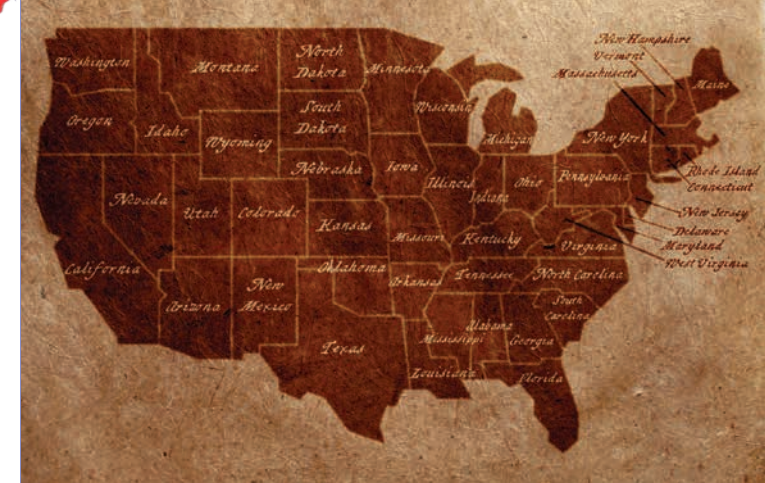 New Hampshire
Vermont
Massachusetts
Washington
Montana
North
Dakota
Minnesota
Maine
Oregon
Idaho
Wyoming
South
Dakota
Wisconsin
Michigan
New York
Rhode Island
Connecticut
Nebraska
Iowa
Illinois
Indiana
Ohio
Pennsylvania
Nevada
Utah
Colorado
New Jersey
Delaware
Maryland
West Virginia
Kansas
Missouri
Kentucky
Virginia
California
Oklahoma
Arkansas
Tennessee
North Carolina
Arizona
New
Mexico
South
Carolina
Texas
Mississippi
Alabama
Georgia
Louisiana
Florida